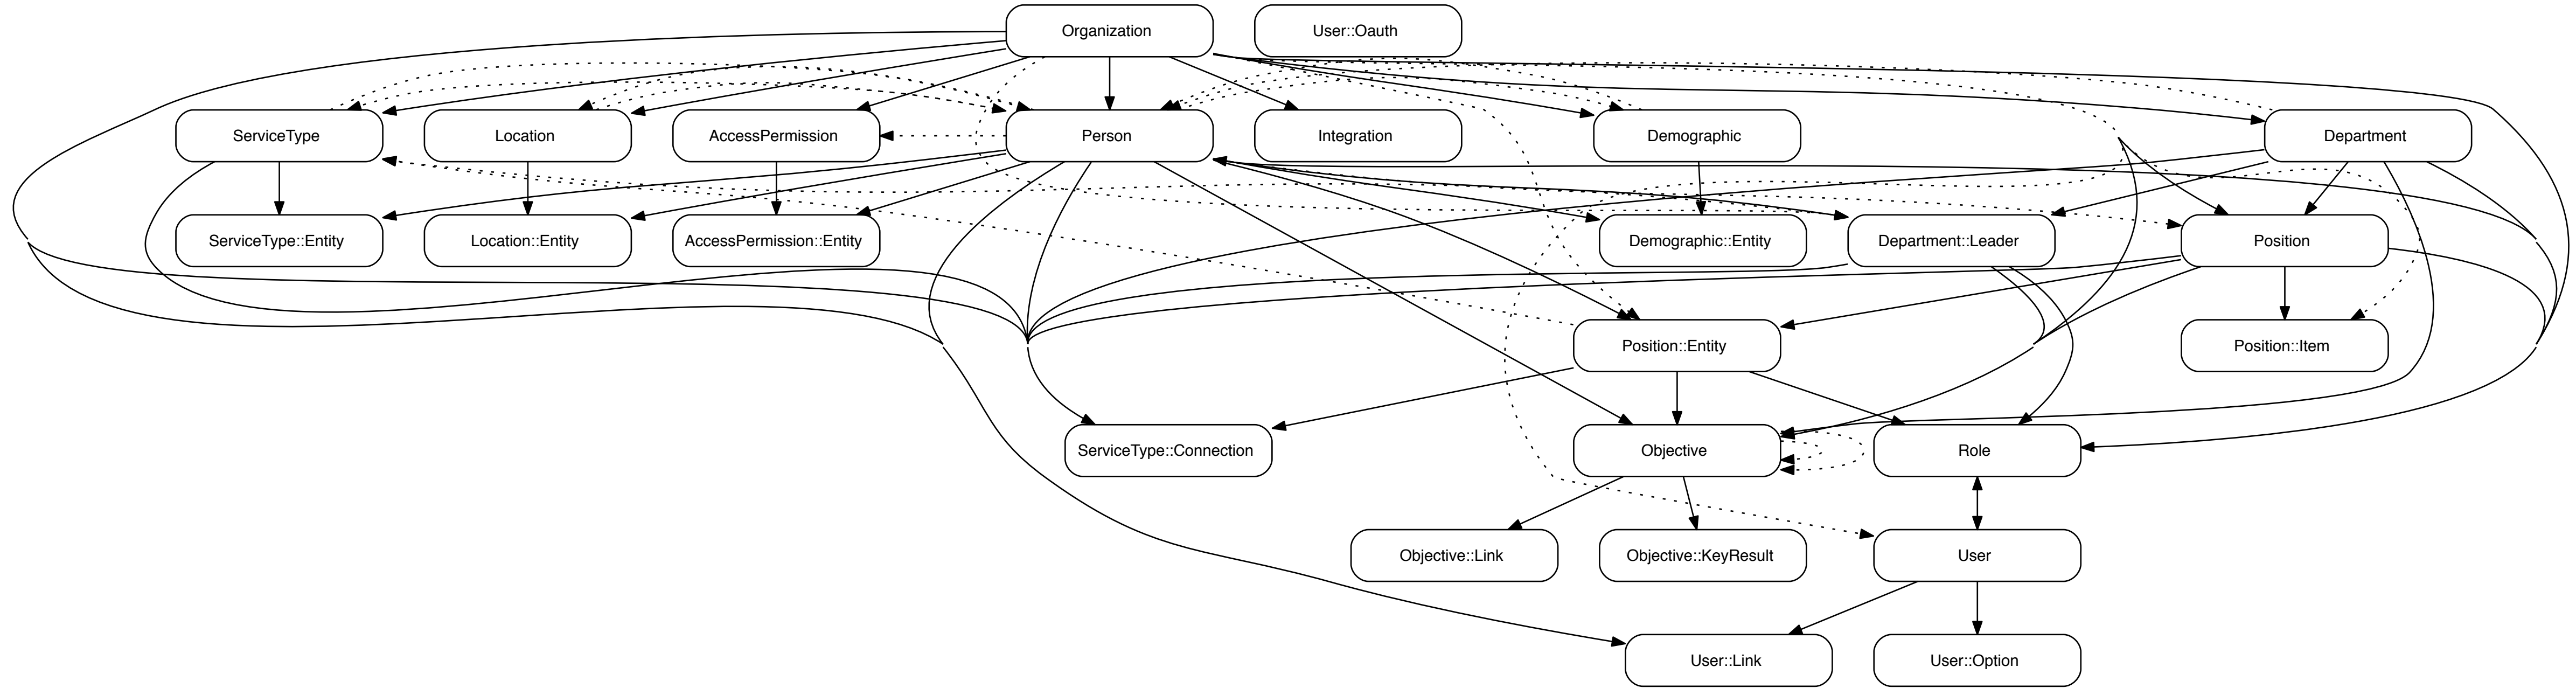 Organization
User::Oauth
ServiceType
Location
AccessPermission
Person
Integration
Demographic
Department
ServiceType::Entity
Location::Entity
AccessPermission::Entity
Demographic::Entity
Department::Leader
Position
Position::Entity
Position::Item
ServiceType::Connection
Objective
Role
Objective::Link
Objective::KeyResult
User
User::Link
User::Option